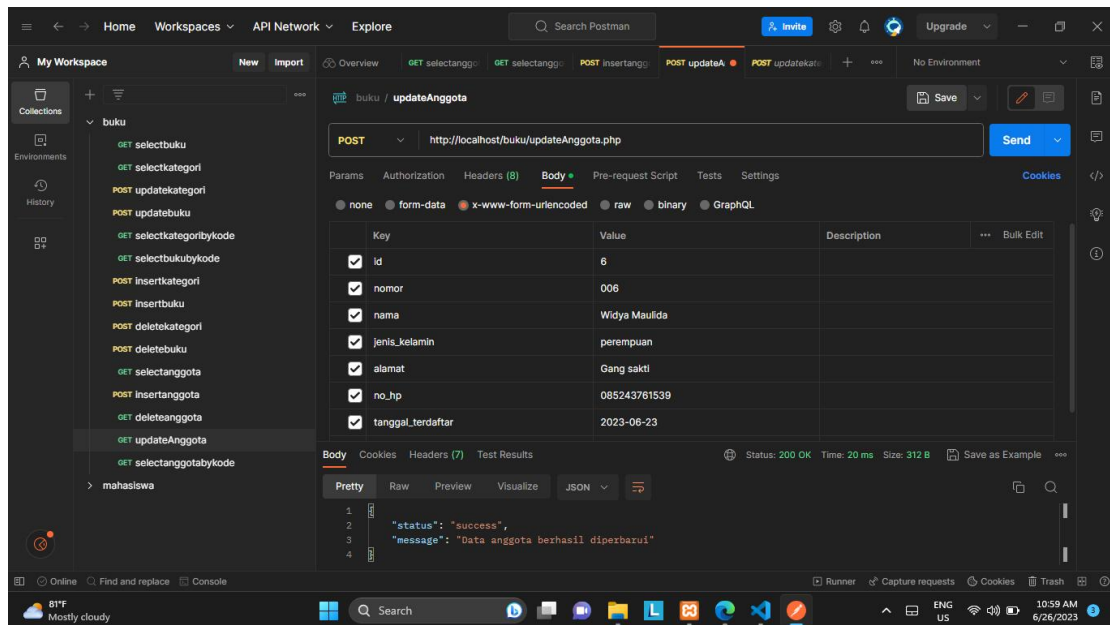 Home Workspaces API Network Explore Search Postman Invite Upgrade
My Workspace New Import Overview GET selectanggo GET selectanggo POST insertangg POST updateA POST updatekate No Environment
Collections
Environments
History
buku
GET selectbuku
GET selectkategori
POST updatekategori
POST updatebuku
GET selectkategoribykode
GET selectbukubykode
POST insertkategori
POST insertbuku
POST deletekategori
POST deletebuku
GET selectanggota
POST insertanggota
GET deleteanggota
GET updateAnggota
GET selectanggotabykode
mahasiswa
HTTP buku / updateAnggota Save
POST http://localhost/buku/updateAnggota.php Send
Params Authorization Headers (8) Body Pre-request Script Tests Settings Cookies
none form-data x-www-form-urlencoded raw binary GraphQL
Key Value Description Bulk Edit
id 6
nomor 006
nama Widya Maulida
jenis_kelamin perempuan
alamat Gang sakti
no_hp 085243761539
tanggal_terdaftar 2023-06-23
Body Cookies Headers (7) Test Results Status: 200 OK Time: 20 ms Size: 312 B Save as Example
Pretty Raw Preview Visualize JSON
1 {
2 "status": "success",
3 "message": "Data anggota berhasil diperbarui"
4 }
Online Find and replace Console Runner Capture requests Cookies Trash
81°F
Mostly cloudy
Search
ENG
US
10:59 AM
6/26/2023
3